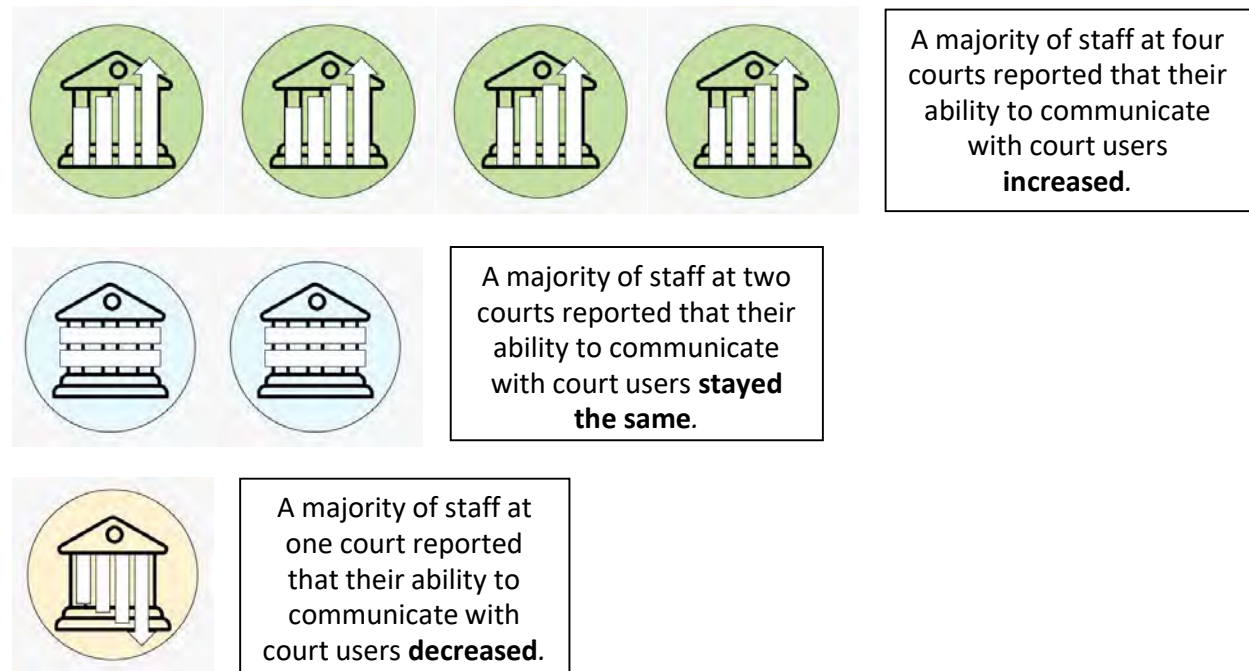 A majority of staff at four
courts reported that their
ability to communicate
with court users
increased.
A majority of staff at two
courts reported that their
ability to communicate
with court users stayed
the same.
A majority of staff at
one court reported
that their ability to
communicate with
court users decreased.